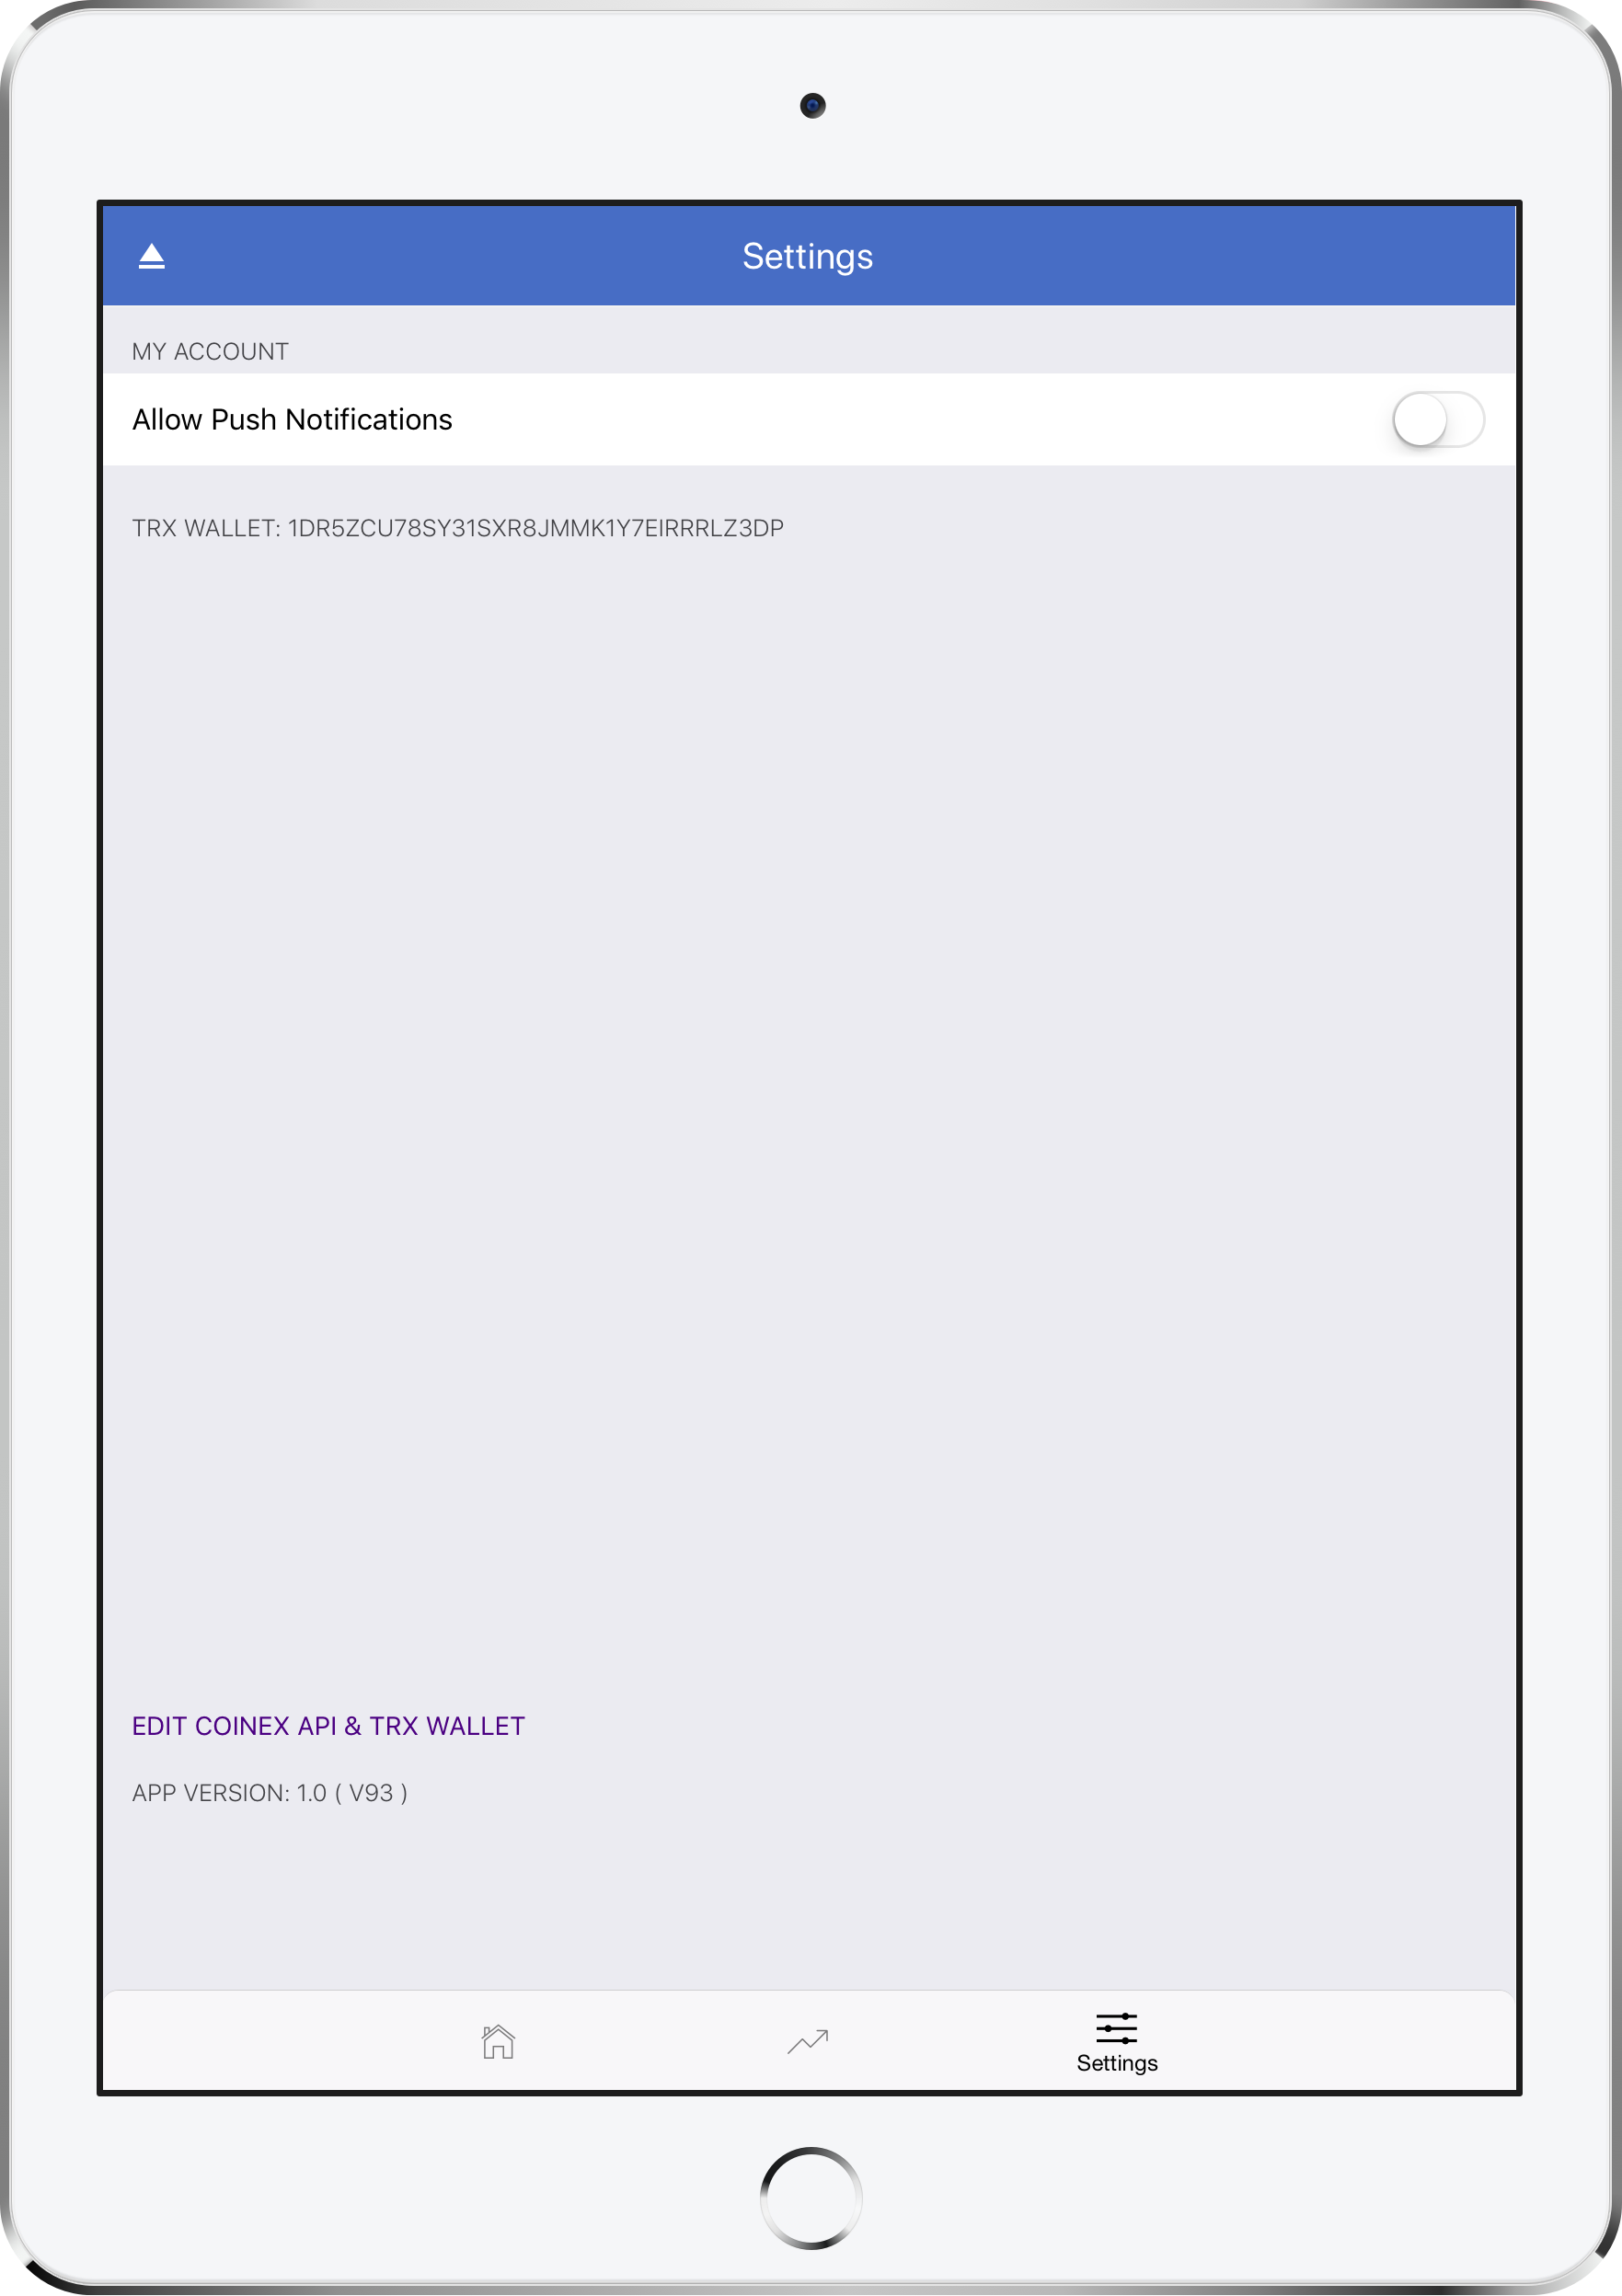 Settings
MY ACCOUNT
Allow Push Notifications
TRX WALLET: 1DR5ZCU78SY31SXR8JMMK1Y7EIRRRLZ3DP
EDIT COINEX API & TRX WALLET
APP VERSION: 1.0 ( V93 )
Settings